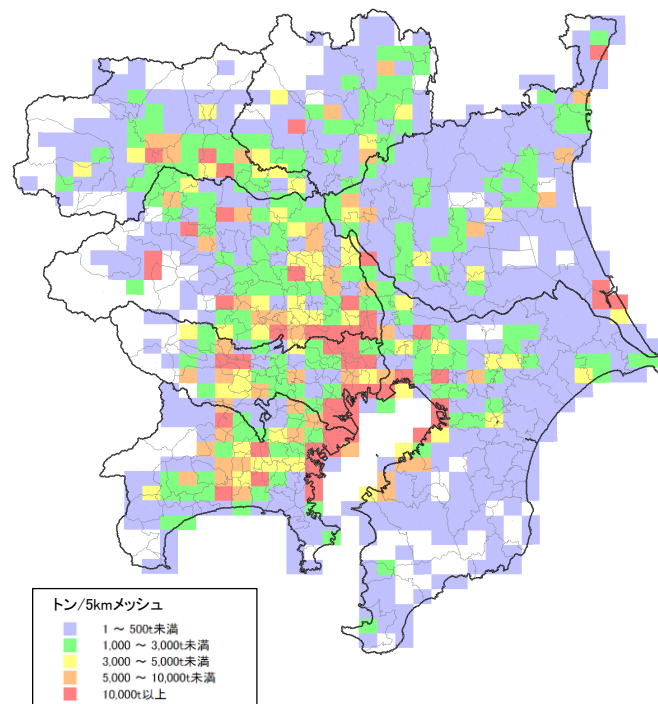 トン/5kmメッシュ
1 ~ 500t未満
1,000 ~ 3,000t未満
3,000 ~ 5,000t未満
5,000 ~ 10,000t未満
10,000t以上